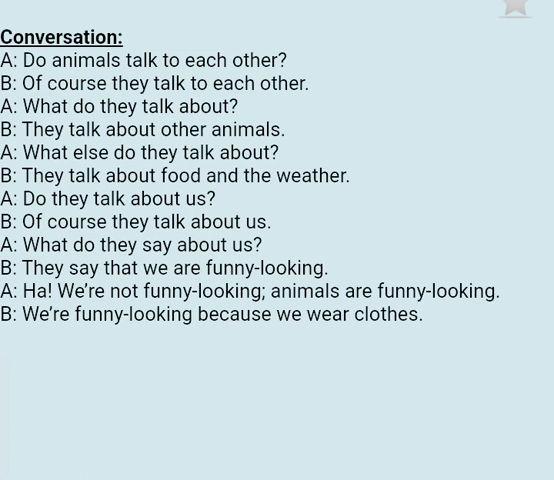 Conversation:
A: Do animals talk to each other?
B: Of course they talk to each other.
A: What do they talk about?
B: They talk about other animals.
A: What else do they talk about?
B: They talk about food and the weather.
A: Do they talk about us?
B: Of course they talk about us.
A: What do they say about us?
B: They say that we are funny-looking.
A: Ha! We’re not funny-looking; animals are funny-looking.
B: We’re funny-looking because we wear clothes.